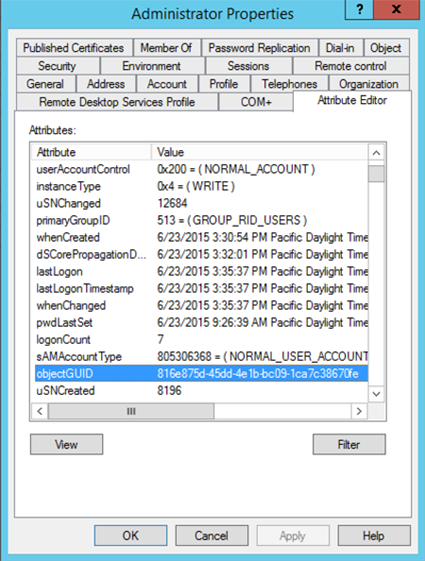 Administrator Properties
? x
Published Certificates Member Of Password Replication Dial-in Object
Security Environment Sessions Remote control
General Address Account Profile Telephones Organization
Remote Desktop Services Profile COM+ Attribute Editor
Attributes:
Attribute Value
userAccountControl 0x200 = ( NORMAL_ACCOUNT )
instanceType 0x4 = ( WRITE )
uSNChanged 12684
primaryGroupID 513 = ( GROUP_RID_USERS )
whenCreated 6/23/2015 3:30:54 PM Pacific Daylight Time
dSCorePropagationD... 6/23/2015 3:32:01 PM Pacific Daylight Time
lastLogon 6/23/2015 3:35:37 PM Pacific Daylight Time
lastLogonTimestamp 6/23/2015 3:35:37 PM Pacific Daylight Time
whenChanged 6/23/2015 3:35:37 PM Pacific Daylight Time
pwdLastSet 6/23/2015 9:26:39 AM Pacific Daylight Time
logonCount 7
sAMAccountType 805306368 = ( NORMAL_USER_ACCOUNT
objectGUID 816e875d-45dd-4e1b-bc09-1ca7c38670fe
uSNCreated 8196
View Filter
OK Cancel Apply Help